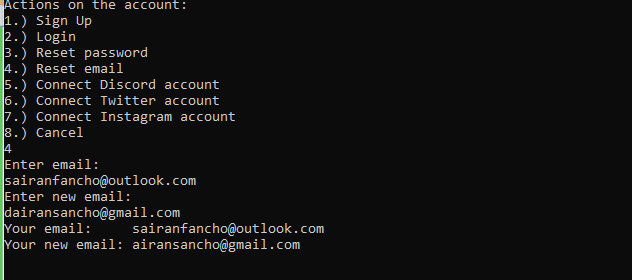 Actions on the account:
1.) Sign Up
2.) Login
3.) Reset password
4.) Reset email
5.) Connect Discord account
6.) Connect Twitter account
7.) Connect Instagram account
8.) Cancel
4
Enter email:
sairanfancho@outlook.com
Enter new email:
dairansancho@gmail.com
Your email:     sairanfancho@outlook.com
Your new email: airansancho@gmail.com